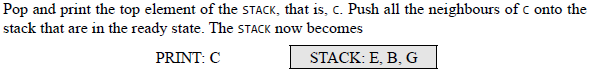 Pop and print the top element of the STACK, that is, C. Push all the neighbours of C onto the
stack that are in the ready state. The STACK now becomes
PRINT: C STACK: E, B, G